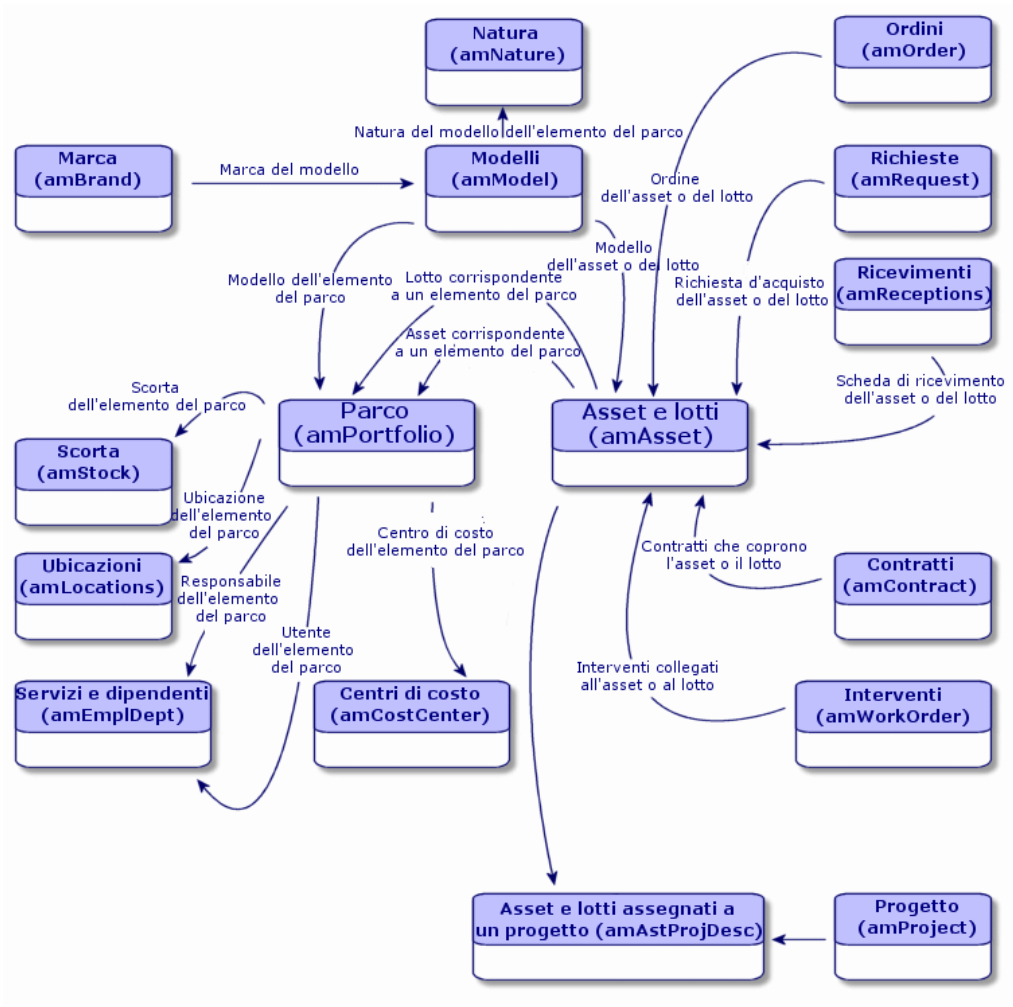 Natura
(amNature)
Ordini
(amOrder)
Natura del modello dell'elemento del parco
Marca
(amBrand)
Marca del modello
Modelli
(amModel)
Ordine
dell'asset o del lotto
Richieste
(amRequest)
Modello dell'elemento
del parco
Lotto corrispondente
a un elemento del parco
Modello
dell'asset o del lotto
Richiesta d'acquisto
dell'asset o del lotto
Ricevimenti
(amReceptions)
Asset corrispondente
a un elemento del parco
Scheda di ricevimento
dell'asset o del lotto
Scorta
dell'elemento del parco
Parco
(amPortfolio)
Asset e lotti
(amAsset)
Scorta
(amStock)
Ubicazione
dell'elemento
del parco
Centro di costo
dell'elemento del parco
Contratti che coprono
l'asset o il lotto
Ubicazioni
(amLocations)
Contratti
(amContract)
Responsabile
dell'elemento
del parco
Utente
dell'elemento
del parco
Interventi collegati
all'asset o al lotto
Servizi e dipendenti
(amEmplDept)
Centri di costo
(amCostCenter)
Interventi
(amWorkOrder)
Asset e lotti assegnati a
un progetto (amAstProjDesc)
Progetto
(amProject)